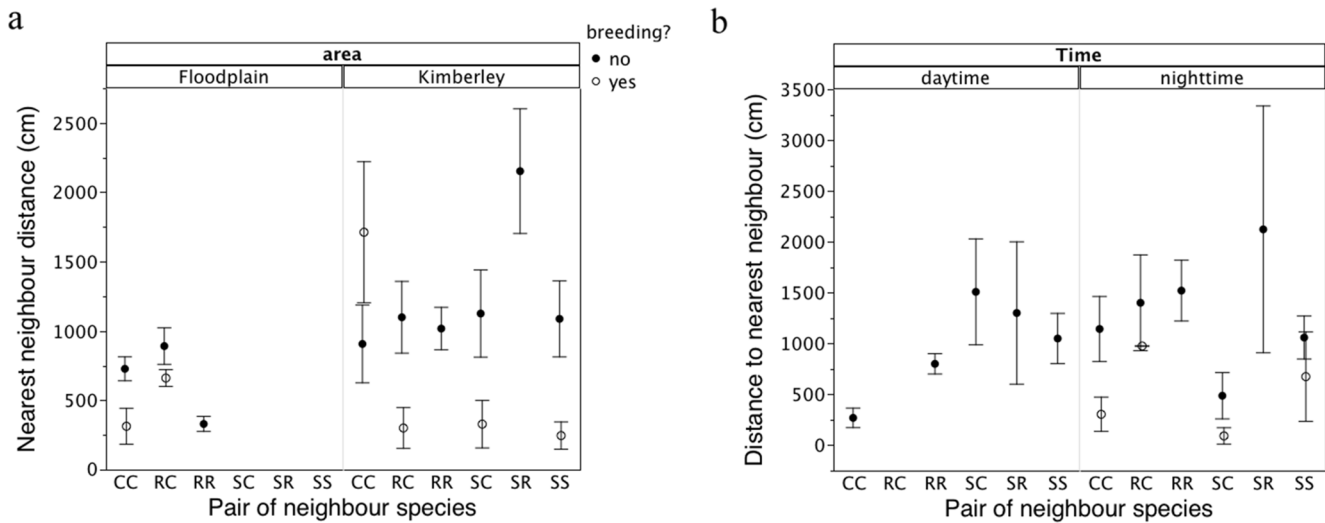 a
breeding?
no
yes
area
Floodplain Kimberley
Nearest neighbour distance (cm)
2500
2000
1500
1000
500
0
CC RC RR SC SR SS CC RC RR SC SR SS
Pair of neighbour species
b
Time
daytime nighttime
Distance to nearest neighbour (cm)
3500
3000
2500
2000
1500
1000
500
0
CC RC RR SC SR SS CC RC RR SC SR SS
Pair of neighbour species